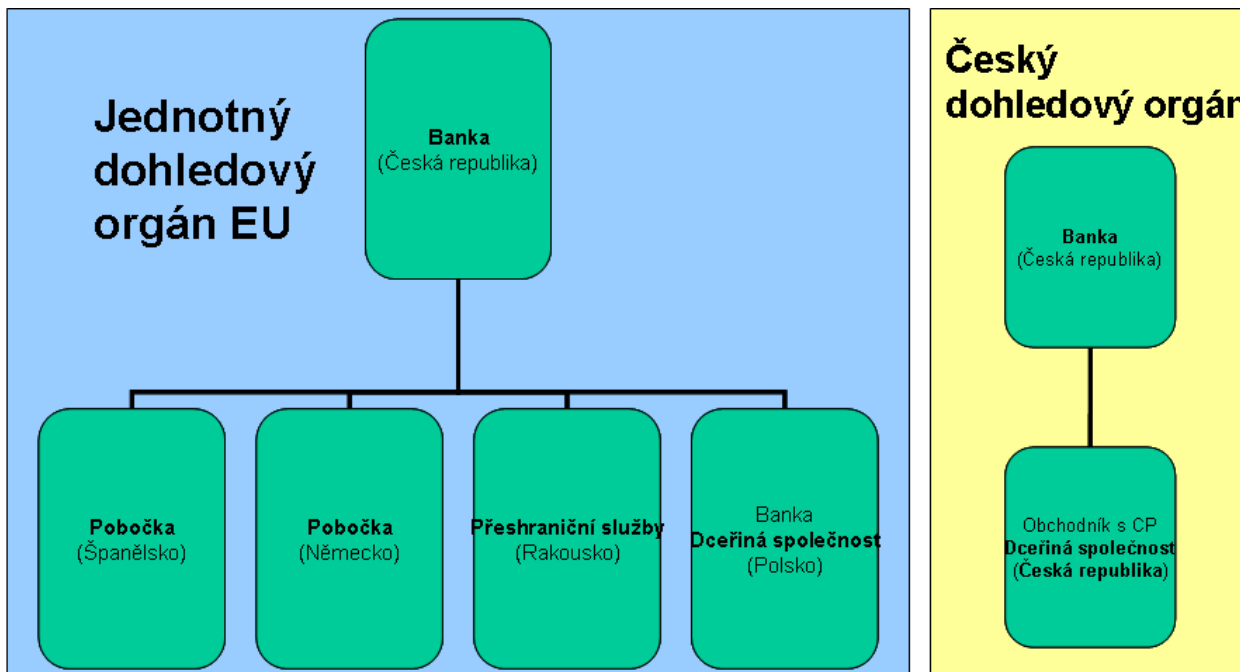 Jednotný
dohledový
orgán EU
Banka
(Česká republika)
Pobočka
(Španělsko)
Pobočka
(Německo)
Přeshraniční služby
(Rakousko)
Banka
Dceřiná společnost
(Polsko)
Český
dohledový orgán
Banka
(Česká republika)
Obchodník s CP
Dceřiná společnost
(Česká republika)